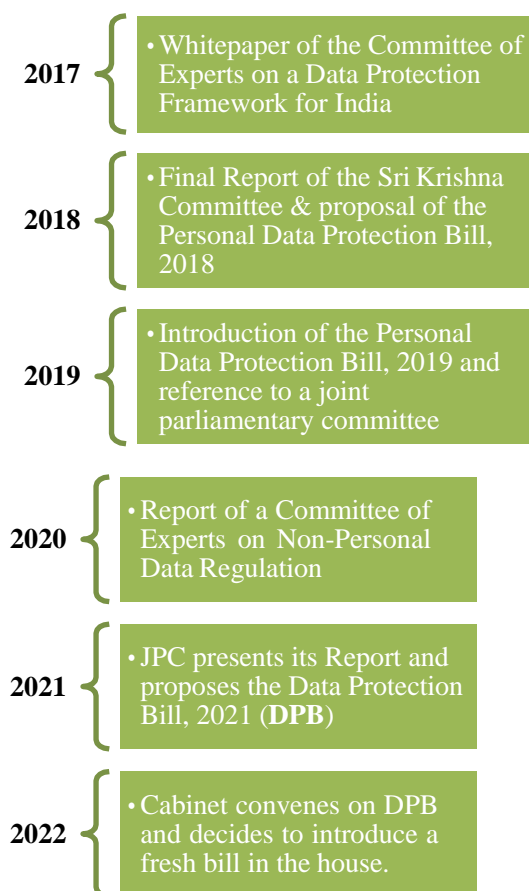 2017
• Whitepaper of the Committee of
Experts on a Data Protection
Framework for India
2018
• Final Report of the Sri Krishna
Committee & proposal of the
Personal Data Protection Bill,
2018
2019
• Introduction of the Personal
Data Protection Bill, 2019 and
reference to a joint
parliamentary committee
2020
• Report of a Committee of
Experts on Non-Personal
Data Regulation
2021
• JPC presents its Report and
proposes the Data Protection
Bill, 2021 (DPB)
2022
• Cabinet convenes on DPB
and decides to introduce a
fresh bill in the house.